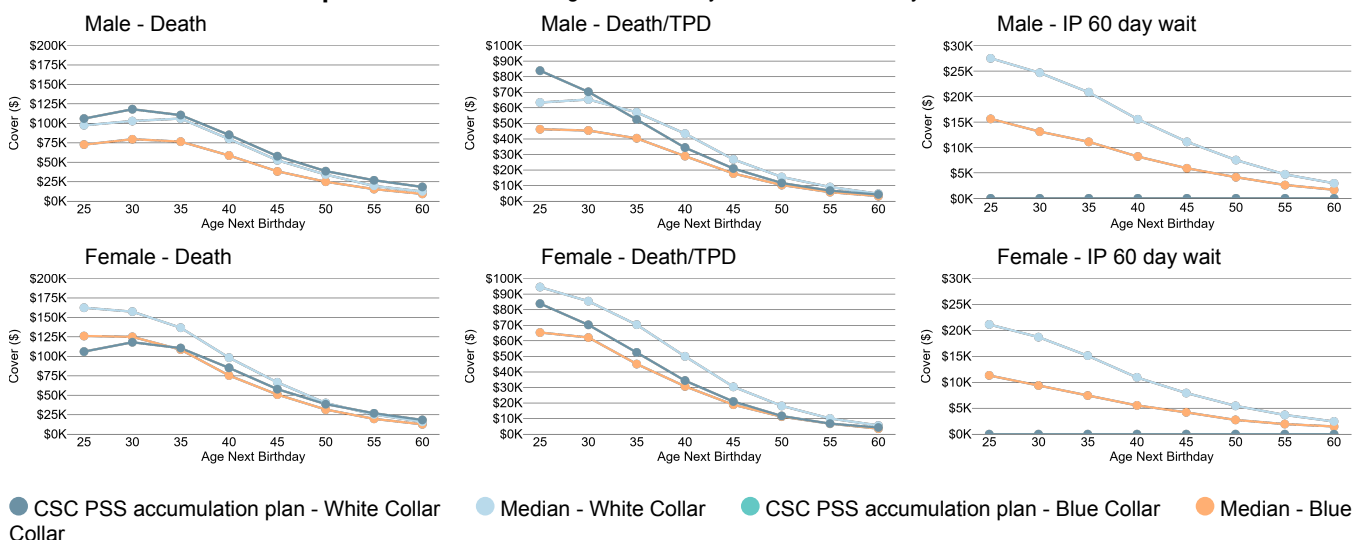 Male - Death
$200K
$175K
$150K
$125K
$100K
$75K
$50K
$25K
$0K
Cover ($)
25 30 35 40 45 50 55 60
Age Next Birthday
Male - Death/TPD
$100K
$90K
$80K
$70K
$60K
$50K
$40K
$30K
$20K
$10K
$0K
Cover ($)
25 30 35 40 45 50 55 60
Age Next Birthday
Male - IP 60 day wait
$30K
$25K
$20K
$15K
$10K
$5K
$0K
Cover ($)
25 30 35 40 45 50 55 60
Age Next Birthday
Female - Death
$200K
$175K
$150K
$125K
$100K
$75K
$50K
$25K
$0K
Cover ($)
25 30 35 40 45 50 55 60
Age Next Birthday
Female - Death/TPD
$100K
$90K
$80K
$70K
$60K
$50K
$40K
$30K
$20K
$10K
$0K
Cover ($)
25 30 35 40 45 50 55 60
Age Next Birthday
Female - IP 60 day wait
$30K
$25K
$20K
$15K
$10K
$5K
$0K
Cover ($)
25 30 35 40 45 50 55 60
Age Next Birthday
CSC PSS accumulation plan - White Collar Median - White Collar CSC PSS accumulation plan - Blue Collar Median - Blue
Collar